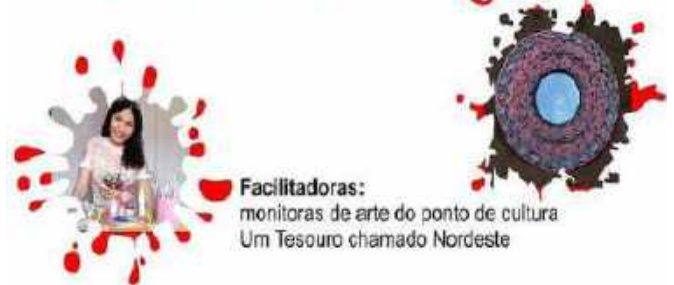 Facilitadoras:
monitoras de arte do ponto de cultura
Um Tesouro chamado Nordeste